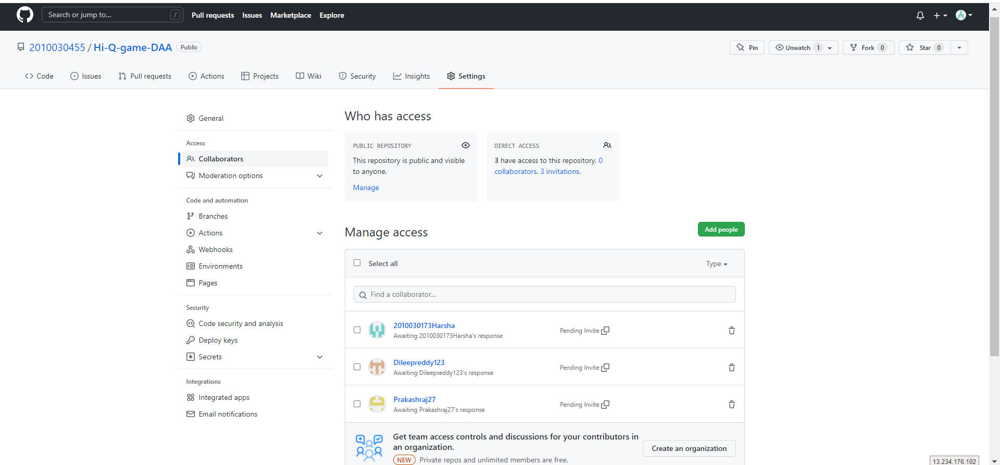 Search or jump to... /
Pull requests Issues Marketplace Explore
2010030455 / Hi-Q-game-DAA Public
Pin Unwatch 1 Fork 0 Star 0
Code Issues Pull requests Actions Projects Wiki Security Insights Settings
General
Access
Collaborators
Moderation options
Code and automation
Branches
Actions
Webhooks
Environments
Pages
Security
Code security and analysis
Deploy keys
Secrets
Integrations
Integrated apps
Email notifications
Who has access
PUBLIC REPOSITORY
This repository is public and visible
to anyone.
Manage
DIRECT ACCESS
3 have access to this repository. 0
collaborators. 3 invitations.
Manage access
Add people
Select all Type
Find a collaborator...
2010030173Harsha
Awaiting 2010030173Harsha's response
Pending Invite
Dileepreddy123
Awaiting Dileepreddy123's response
Pending Invite
Prakashraj27
Awaiting Prakashraj27's response
Pending Invite
Get team access controls and discussions for your contributors in
an organization.
NEW Private repos and unlimited members are free.
Create an organization
13.234.176.102